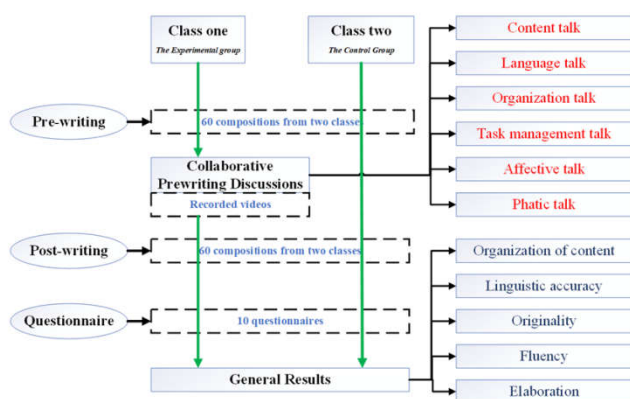 Class one
The Experimental group
Class two
The Control Group
Content talk
Language talk
Organization talk
Task management talk
Affective talk
Phatic talk
Pre-writing
60 compositions from two classe
Collaborative
Prewriting Discussions
Recorded videos
Post-writing
60 compositions from two classes
Questionnaire
10 questionnaires
General Results
Organization of content
Linguistic accuracy
Originality
Fluency
Elaboration